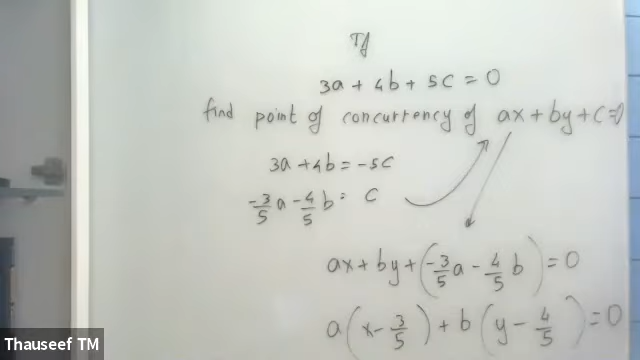 If
3a + 4b + 5c = 0
find point of concurrency of ax + by + c = 0
3a + 4b = -5c
-3/5 a - 4/5 b = c
ax + by + (-3/5 a - 4/5 b) = 0
a(x - 3/5) + b(y - 4/5) = 0
Thauseef TM